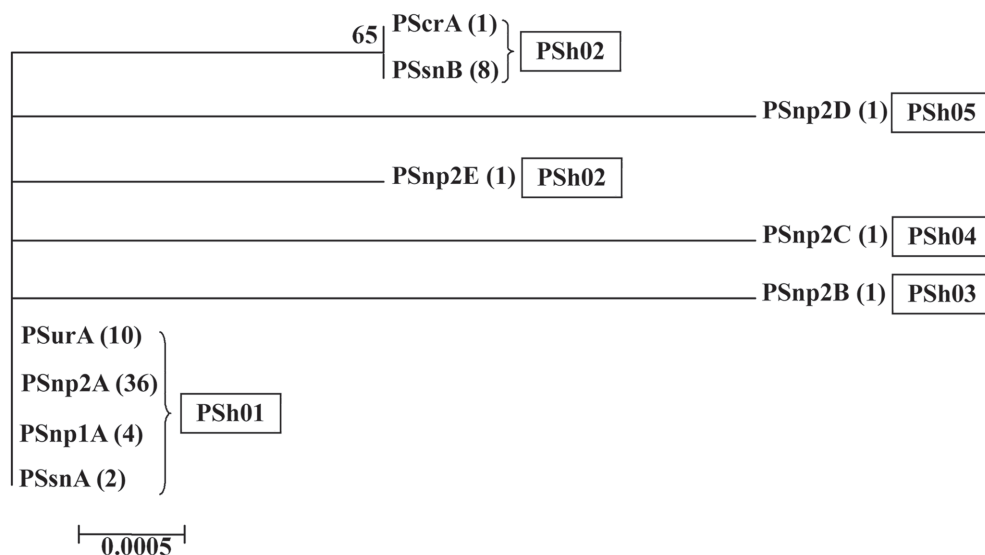 65
PScrA (1)
PSsnB (8)
PSh02
PSnp2D (1) PSh05
PSnp2E (1) PSh02
PSnp2C (1) PSh04
PSnp2B (1) PSh03
PSurA (10)
PSnp2A (36)
PSnp1A (4)
PSsnA (2)
PSh01
0.0005